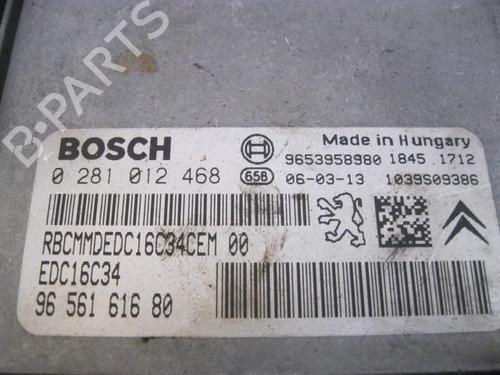 B-PARTS
BOSCH
Made in Hungary
9653958980 1845 .1712
0 281 012 468
65B
06-03-13
1039S09386
RBCMMDEDC16C34CEM 00
EDC16C34
96 561 616 80